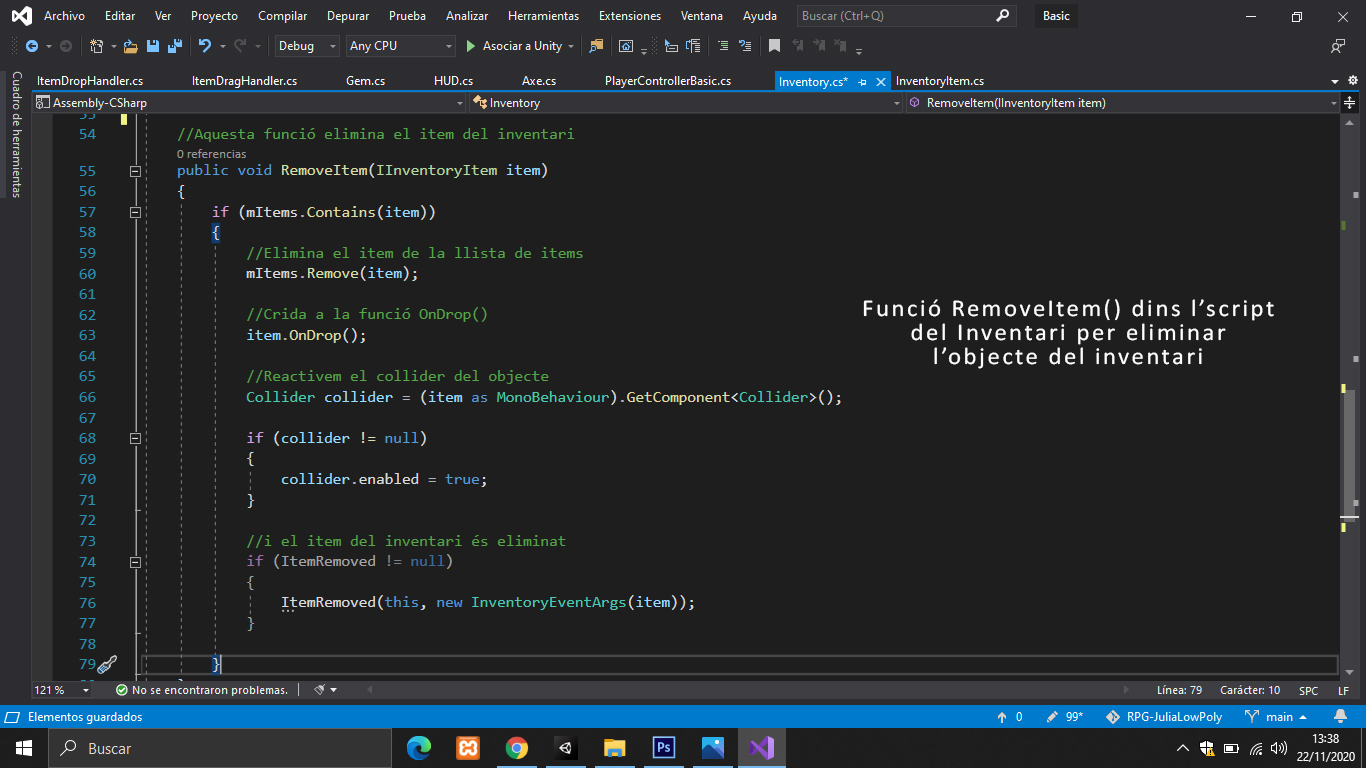 Archivo Editar Ver Proyecto Compilar Depurar Prueba Analizar Herramientas Extensiones Ventana Ayuda Buscar (Ctrl+Q) Basic
Debug Any CPU Asociar a Unity
Cuadro de herramientas
ItemDropHandler.cs ItemDragHandler.cs Gem.cs HUD.cs Axe.cs PlayerControllerBasic.cs Inventory.cs* InventoryItem.cs
Assembly-CSharp Inventory RemoveItem(IInventoryItem item)
53
54 //Aquesta funció elimina el item del inventari
0 referencias
55 public void RemoveItem(IInventoryItem item)
56 {
57 if (mItems.Contains(item))
58 {
59 //Elimina el item de la llista de items
60 mItems.Remove(item);
61
62 //Crida a la funció OnDrop()
63 item.OnDrop();
64
65 //Reactivem el collider del objecte
66 Collider collider = (item as MonoBehaviour).GetComponent<Collider>();
67
68 if (collider != null)
69 {
70 collider.enabled = true;
71 }
72
73 //i el item del inventari és eliminat
74 if (ItemRemoved != null)
75 {
76 ItemRemoved(this, new InventoryEventArgs(item));
77 }
78
79 }
Funció RemoveItem() dins l’script
del Inventari per eliminar
l’objecte del inventari
121 % No se encontraron problemas. Línea: 79 Carácter: 10 SPC LF
Elementos guardados 0 99* RPG-JuliaLowPoly main
Buscar
13:38
22/11/2020